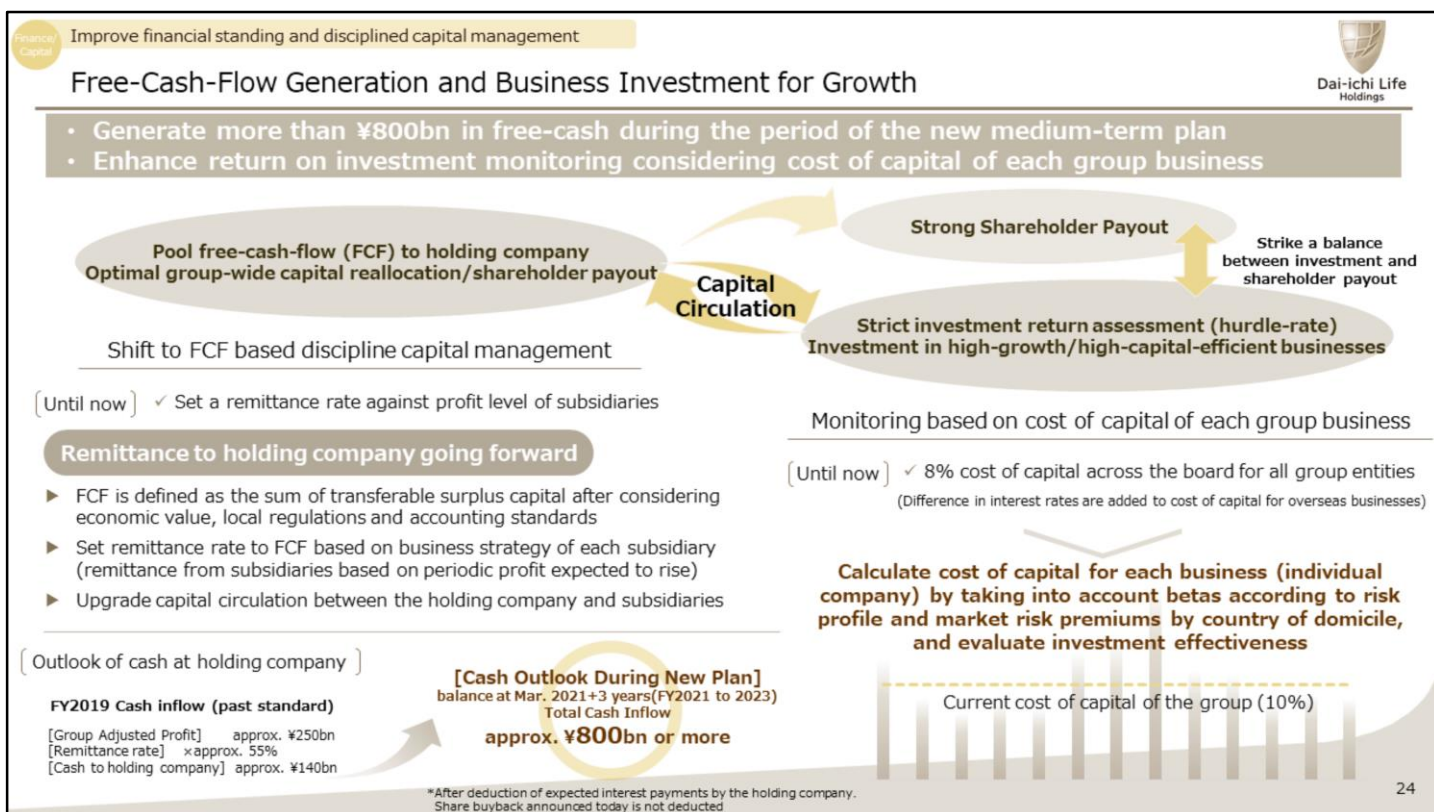 Finance/
Capital
Improve financial standing and disciplined capital management
Free-Cash-Flow Generation and Business Investment for Growth
Dai-ichi Life
Holdings
• Generate more than ¥800bn in free-cash during the period of the new medium-term plan
• Enhance return on investment monitoring considering cost of capital of each group business
Pool free-cash-flow (FCF) to holding company
Optimal group-wide capital reallocation/shareholder payout
Capital
Circulation
Strong Shareholder Payout
Strike a balance
between investment and
shareholder payout
Strict investment return assessment (hurdle-rate)
Investment in high-growth/high-capital-efficient businesses
Shift to FCF based discipline capital management
[Until now] ✓ Set a remittance rate against profit level of subsidiaries
Remittance to holding company going forward
▶ FCF is defined as the sum of transferable surplus capital after considering
economic value, local regulations and accounting standards
▶ Set remittance rate to FCF based on business strategy of each subsidiary
(remittance from subsidiaries based on periodic profit expected to rise)
▶ Upgrade capital circulation between the holding company and subsidiaries
[Outlook of cash at holding company]
FY2019 Cash inflow (past standard)
[Group Adjusted Profit] approx. ¥250bn
[Remittance rate] ×approx. 55%
[Cash to holding company] approx. ¥140bn
[Cash Outlook During New Plan]
balance at Mar. 2021+3 years(FY2021 to 2023)
Total Cash Inflow
approx. ¥800bn or more
*After deduction of expected interest payments by the holding company.
Share buyback announced today is not deducted
Monitoring based on cost of capital of each group business
[Until now] ✓ 8% cost of capital across the board for all group entities
(Difference in interest rates are added to cost of capital for overseas businesses)
Calculate cost of capital for each business (individual
company) by taking into account betas according to risk
profile and market risk premiums by country of domicile,
and evaluate investment effectiveness
Current cost of capital of the group (10%)
24